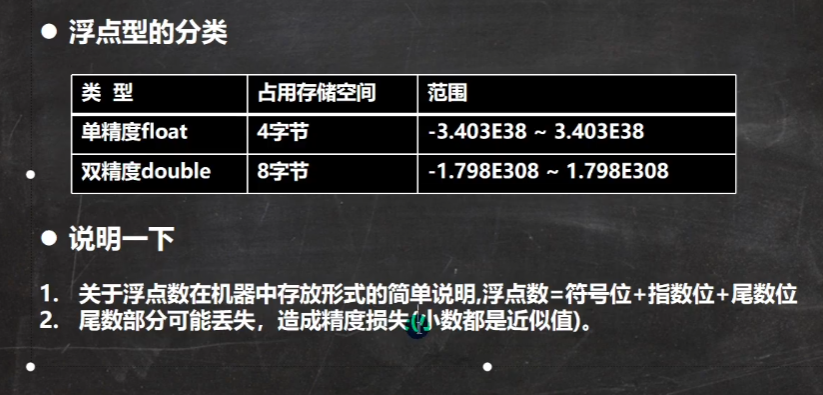 ● 浮点型的分类
类 型 占用存储空间 范围
单精度float 4字节 -3.403E38 ~ 3.403E38
双精度double 8字节 -1.798E308 ~ 1.798E308
● 说明一下
1. 关于浮点数在机器中存放形式的简单说明,浮点数=符号位+指数位+尾数位
2. 尾数部分可能丢失，造成精度损失(小数都是近似值)。